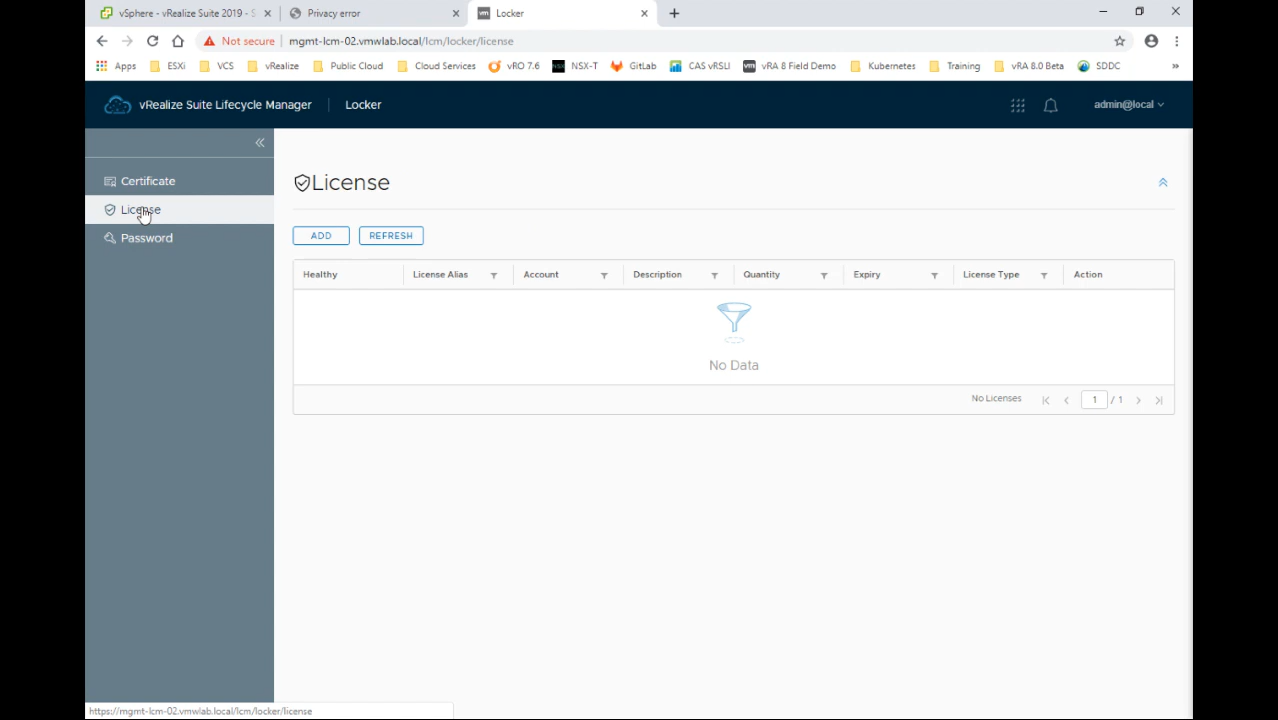 vSphere - vRealize Suite 2019 - S
Privacy error
Locker
Not secure
mgmt-lcm-02.vmwlab.local/lcm/locker/license
Apps
ESXi
VCS
vRealize
Public Cloud
Cloud Services
vRO 7.6
NSX-T
GitLab
CAS vRSLI
vm
vRA 8 Field Demo
Kubernetes
Training
vRA 8.0 Beta
SDDC
»
vRealize Suite Lifecycle Manager
Locker
admin@local
Certificate
License
Password
License
ADD
REFRESH
Healthy
License Alias
Account
Description
Quantity
Expiry
License Type
Action
No Data
No Licenses
1 / 1
https://mgmt-lcm-02.vmwlab.local/lcm/locker/license